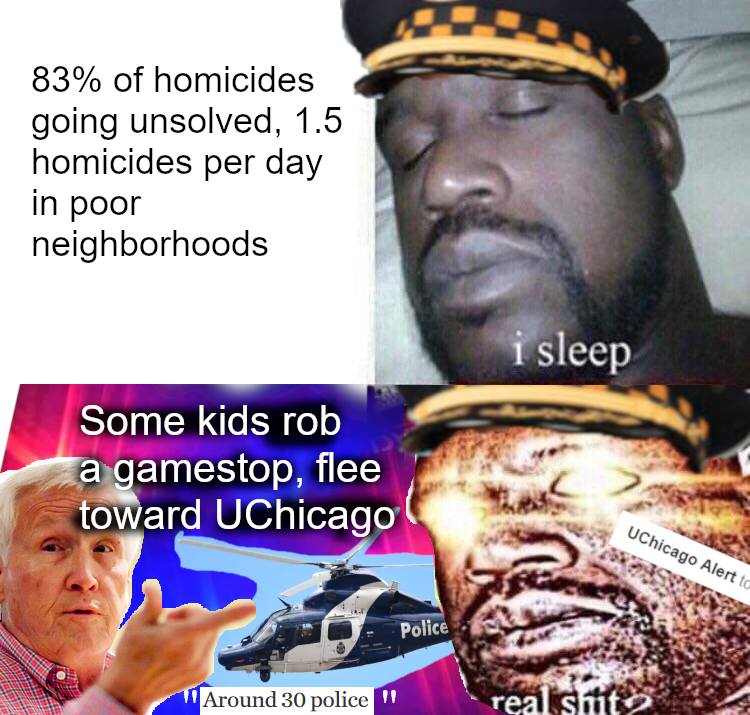 83% of homicides
going unsolved, 1.5
homicides per day
in poor
neighborhoods
i sleep
Some kids rob
a gamestop, flee
toward UChicago
UChicago Alert to
Police
" Around 30 police "
real shit?